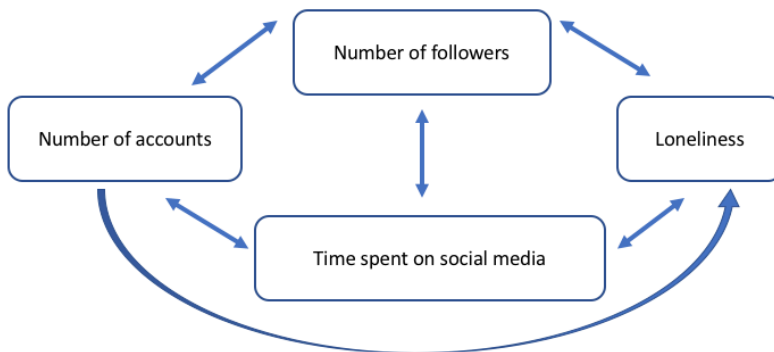 Number of followers
Number of accounts
Loneliness
Time spent on social media